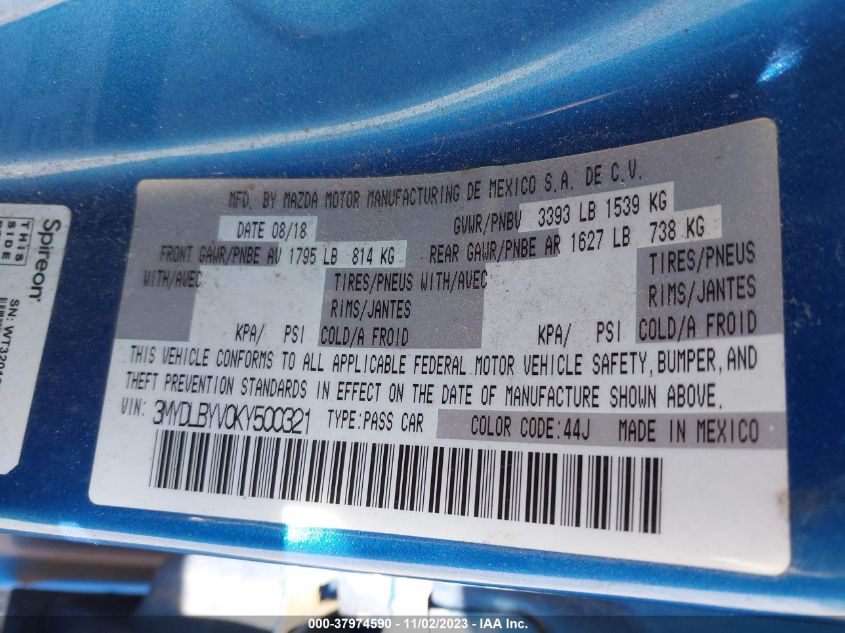 MFD. BY MAZDA MOTOR MANUFACTURING DE MEXICO S.A. DE C.V.
DATE 08/18 GVWR/PNBV 3393 LB 1539 KG
FRONT GAWR/PNBE AV 1795 LB 814 KG REAR GAWR/PNBE AR 1627 LB 738 KG
WITH/AVEC TIRES/PNEUS WITH/AVEC TIRES/PNEUS
RIMS/JANTES RIMS/JANTES
KPA/ PSI COLD/A FROID KPA/ PSI COLD/A FROID
THIS VEHICLE CONFORMS TO ALL APPLICABLE FEDERAL MOTOR VEHICLE SAFETY, BUMPER, AND
THEFT PREVENTION STANDARDS IN EFFECT ON THE DATE OF MANUFACTURE SHOWN ABOVE.
VIN: 3MYDLBYV0KY500321 TYPE:PASS CAR COLOR CODE:44J MADE IN MEXICO
Spireon
THIS
SIDE
000-37974590 - 11/02/2023 - IAA Inc.